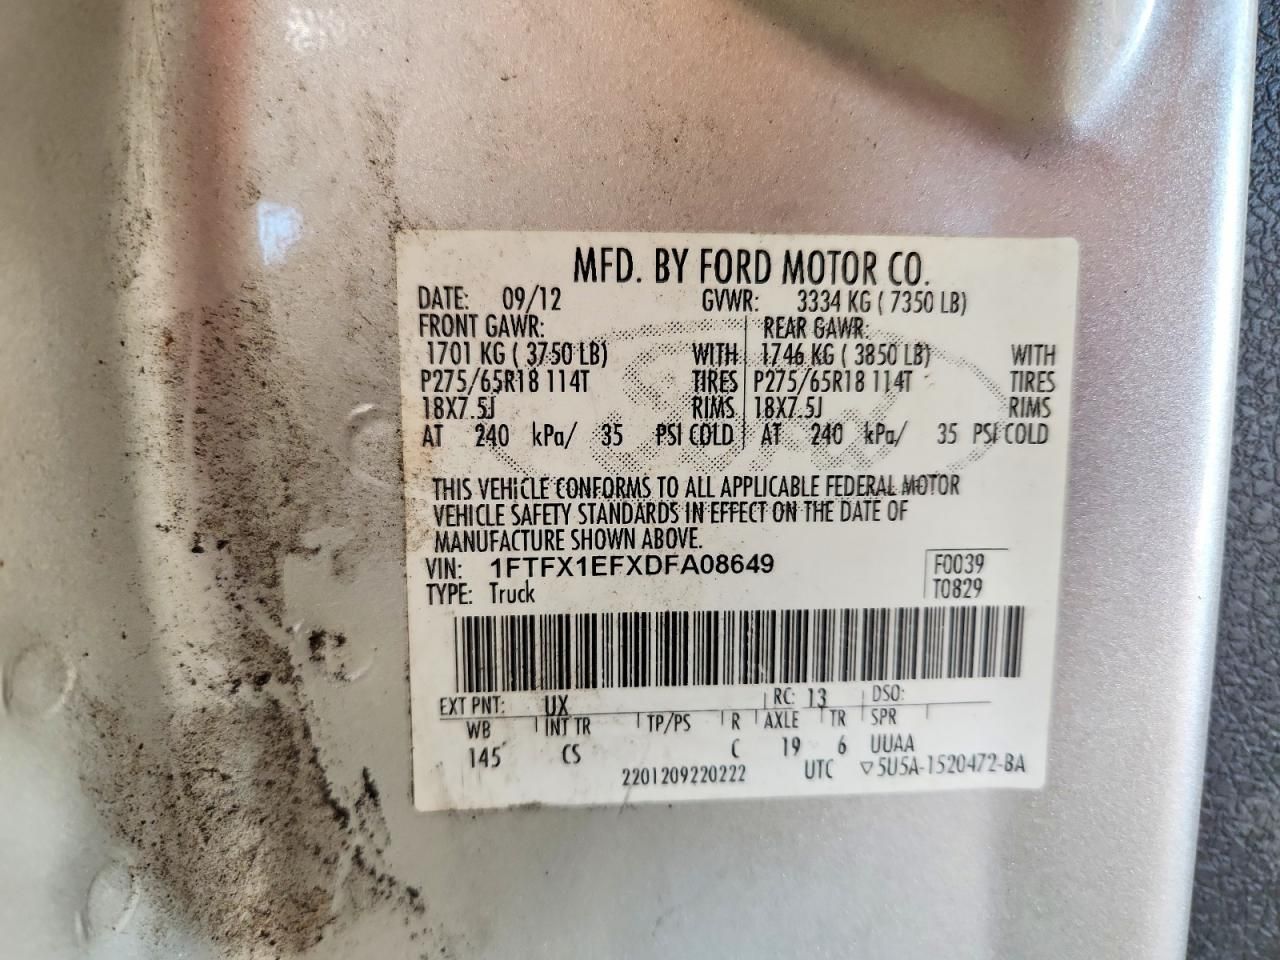 MFD. BY FORD MOTOR CO.
DATE: 09/12 GVWR: 3334 KG ( 7350 LB)
FRONT GAWR: REAR GAWR:
1701 KG ( 3750 LB) WITH 1746 KG ( 3850 LB) WITH
P275/65R18 114T TIRES P275/65R18 114T TIRES
18X7.5J RIMS 18X7.5J RIMS
AT 240 kPa/ 35 PSI COLD AT 240 kPa/ 35 PSI COLD
THIS VEHICLE CONFORMS TO ALL APPLICABLE FEDERAL MOTOR
VEHICLE SAFETY STANDARDS IN EFFECT ON THE DATE OF
MANUFACTURE SHOWN ABOVE.
VIN: 1FTFX1EFXDFA08649 F0039
TYPE: Truck T0829
EXT PNT: UX RC: 13 DSO:
WB INT TR TP/PS R AXLE TR SPR
145 CS C 19 6 UUAA
2201209220222 UTC ▽5U5A-1520472-BA